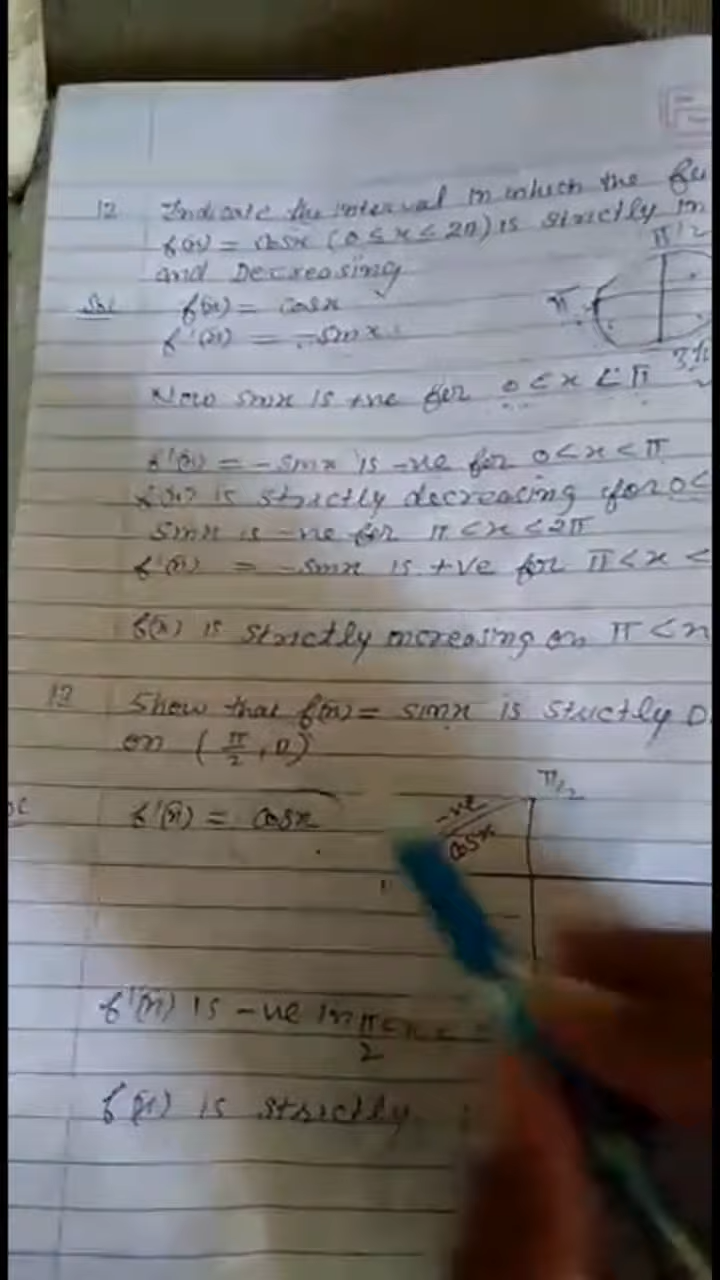 12 Indicate the interval in which the
f(x) = cosx (0 ≤ x ≤ 2π) is strictly in
and Decreasing
π/2
Sol f(x) = cosx
π
f'(x) = -sinx
Now sinx is +ve for 0 < x < π
f'(x) = -sinx is -ve for 0 < x < π
f(x) is strictly decreasing for 0 <
sinx is -ve for π < x < 2π
f'(x) = -sinx is +ve for π < x <
f(x) is strictly increasing on π < x
13 Show that f(x) = sinx is strictly D
on (π/2, π)
π/2
f'(x) = cosx
-ve
cosx
f'(x) is -ve in π/2 < x <
f(x) is strictly